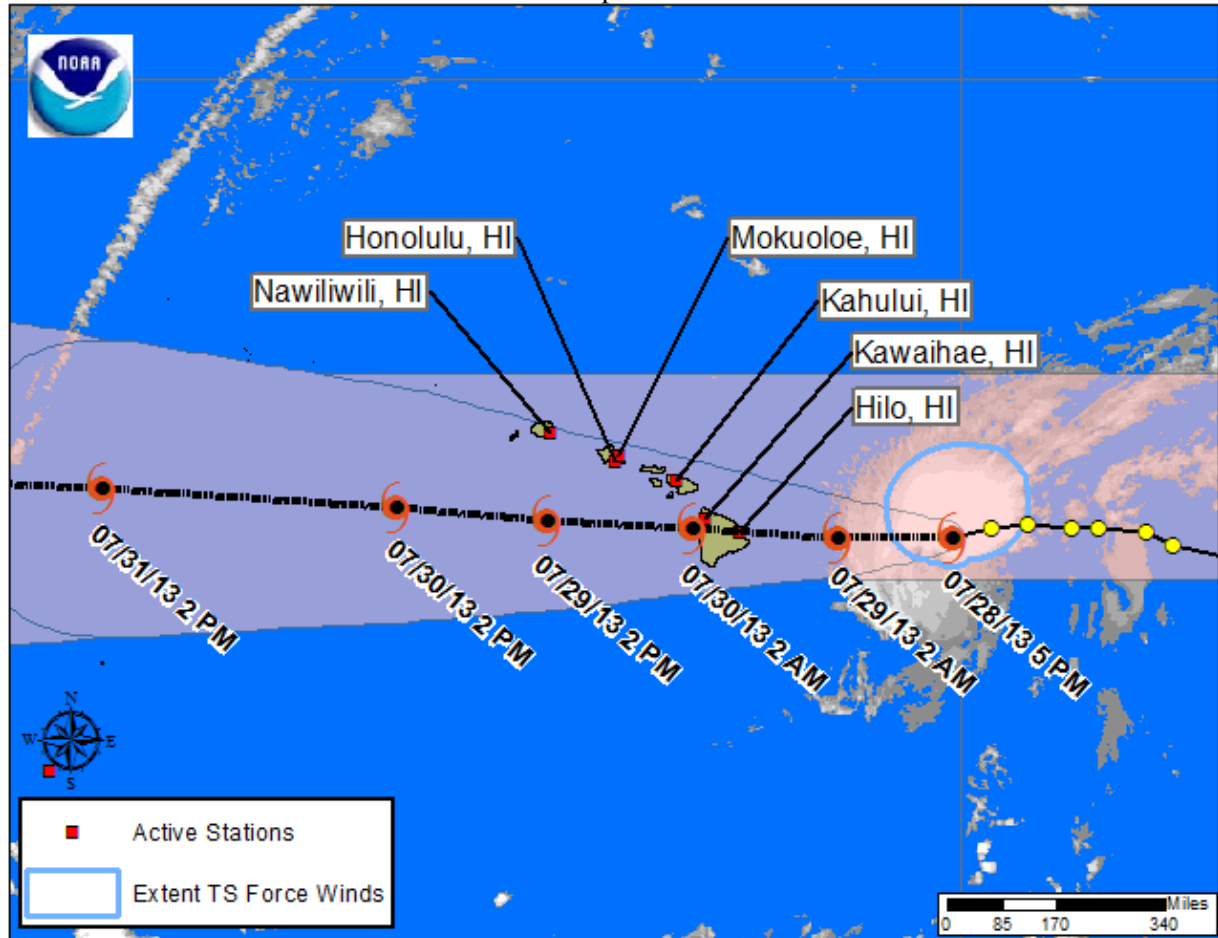 NOAA
Honolulu, HI
Mokuoloe, HI
Nawiliwili, HI
Kahului, HI
Kawaihae, HI
Hilo, HI
07/31/13 2 PM
07/30/13 2 PM
07/29/13 2 PM
07/30/13 2 AM
07/29/13 2 AM
07/28/13 5 PM
N
W
E
S
Active Stations
Extent TS Force Winds
Miles
0 85 170 340